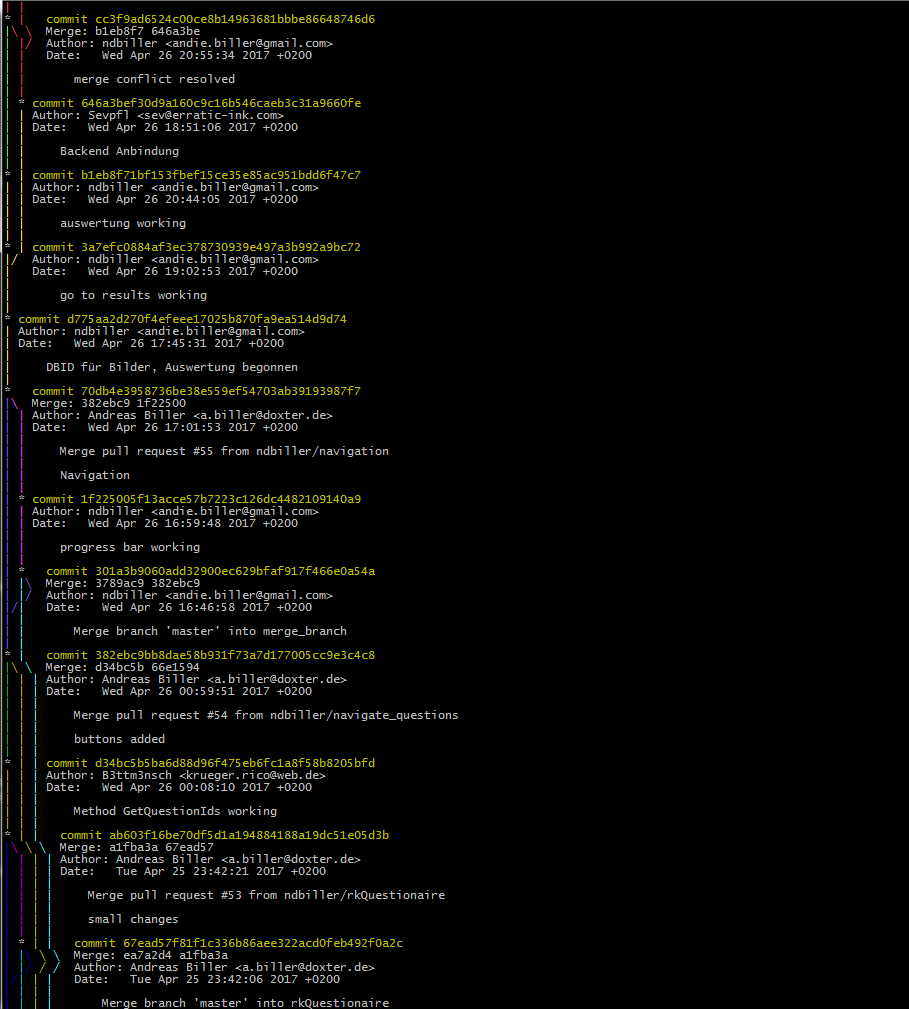 * | commit cc3f9ad6524c00ce8b14963681bbbe86648746d6
|\ \ Merge: b1eb8f7 646a3be
| |/ Author: ndbiller <andie.biller@gmail.com>
| | Date: Wed Apr 26 20:55:34 2017 +0200
| | merge conflict resolved
| * commit 646a3bef30d9a160c9c16b546caeb3c31a9660fe
| | Author: Sevpfl <sev@erratic-ink.com>
| | Date: Wed Apr 26 18:51:06 2017 +0200
| | Backend Anbindung
* | commit b1eb8f71bf153fbef15ce35e85ac951bdd6f47c7
| | Author: ndbiller <andie.biller@gmail.com>
| | Date: Wed Apr 26 20:44:05 2017 +0200
| | auswertung working
* | commit 3a7efc0884af3ec378730939e497a3b992a9bc72
|/ Author: ndbiller <andie.biller@gmail.com>
| Date: Wed Apr 26 19:02:53 2017 +0200
| go to results working
* commit d775aa2d270f4efeee17025b870fa9ea514d9d74
| Author: ndbiller <andie.biller@gmail.com>
| Date: Wed Apr 26 17:45:31 2017 +0200
| DBID für Bilder, Auswertung begonnen
* commit 70db4e3958736be38e559ef54703ab39193987f7
|\ Merge: 382ebc9 1f22500
| | Author: Andreas Biller <a.biller@doxter.de>
| | Date: Wed Apr 26 17:01:53 2017 +0200
| | Merge pull request #55 from ndbiller/navigation
| | Navigation
| * commit 1f225005f13acce57b7223c126dc4482109140a9
| | Author: ndbiller <andie.biller@gmail.com>
| | Date: Wed Apr 26 16:59:48 2017 +0200
| | progress bar working
| * commit 301a3b9060add32900ec629bfaf917f466e0a54a
| |\ Merge: 3789ac9 382ebc9
| |/ Author: ndbiller <andie.biller@gmail.com>
|/| Date: Wed Apr 26 16:46:58 2017 +0200
| | Merge branch 'master' into merge_branch
* | commit 382ebc9bb8dae58b931f73a7d177005cc9e3c4c8
|\ \ Merge: d34bc5b 66e1594
| | | Author: Andreas Biller <a.biller@doxter.de>
| | | Date: Wed Apr 26 00:59:51 2017 +0200
| | | Merge pull request #54 from ndbiller/navigate_questions
| | | buttons added
* | | commit d34bc5b5ba6d88d96f475eb6fc1a8f58b8205bfd
| | | Author: B3ttm3nsch <krueger.rico@web.de>
| | | Date: Wed Apr 26 00:08:10 2017 +0200
| | | Method GetQuestionIds working
* | | commit ab603f16be70df5d1a194884188a19dc51e05d3b
|\ \ \ Merge: a1fba3a 67ead57
| | | | Author: Andreas Biller <a.biller@doxter.de>
| | | | Date: Tue Apr 25 23:42:21 2017 +0200
| | | | Merge pull request #53 from ndbiller/rkQuestionaire
| | | | small changes
| * | | commit 67ead57f81f1c336b86aee322acd0feb492f0a2c
| |\ \ \ Merge: ea7a2d4 a1fba3a
| |/ / / Author: Andreas Biller <a.biller@doxter.de>
|/| | | Date: Tue Apr 25 23:42:06 2017 +0200
| | | | Merge branch 'master' into rkQuestionaire